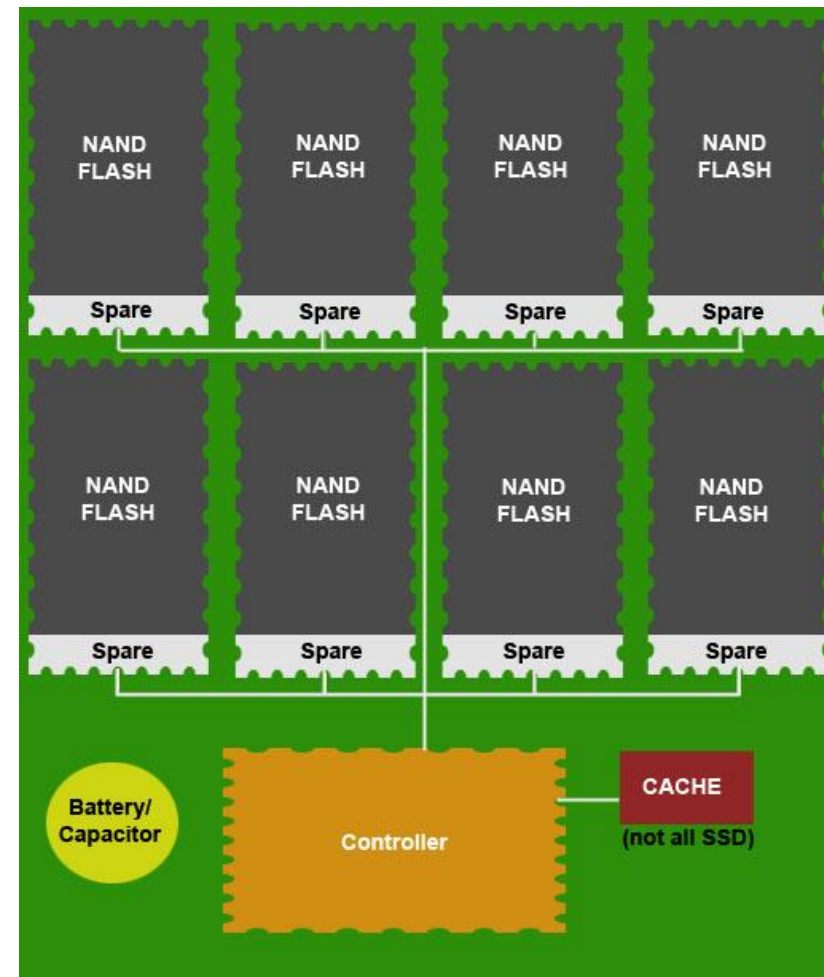 NAND
FLASH
NAND
FLASH
NAND
FLASH
NAND
FLASH
Spare
Spare
Spare
Spare
NAND
FLASH
NAND
FLASH
NAND
FLASH
NAND
FLASH
Spare
Spare
Spare
Spare
Battery/
Capacitor
Controller
CACHE
(not all SSD)